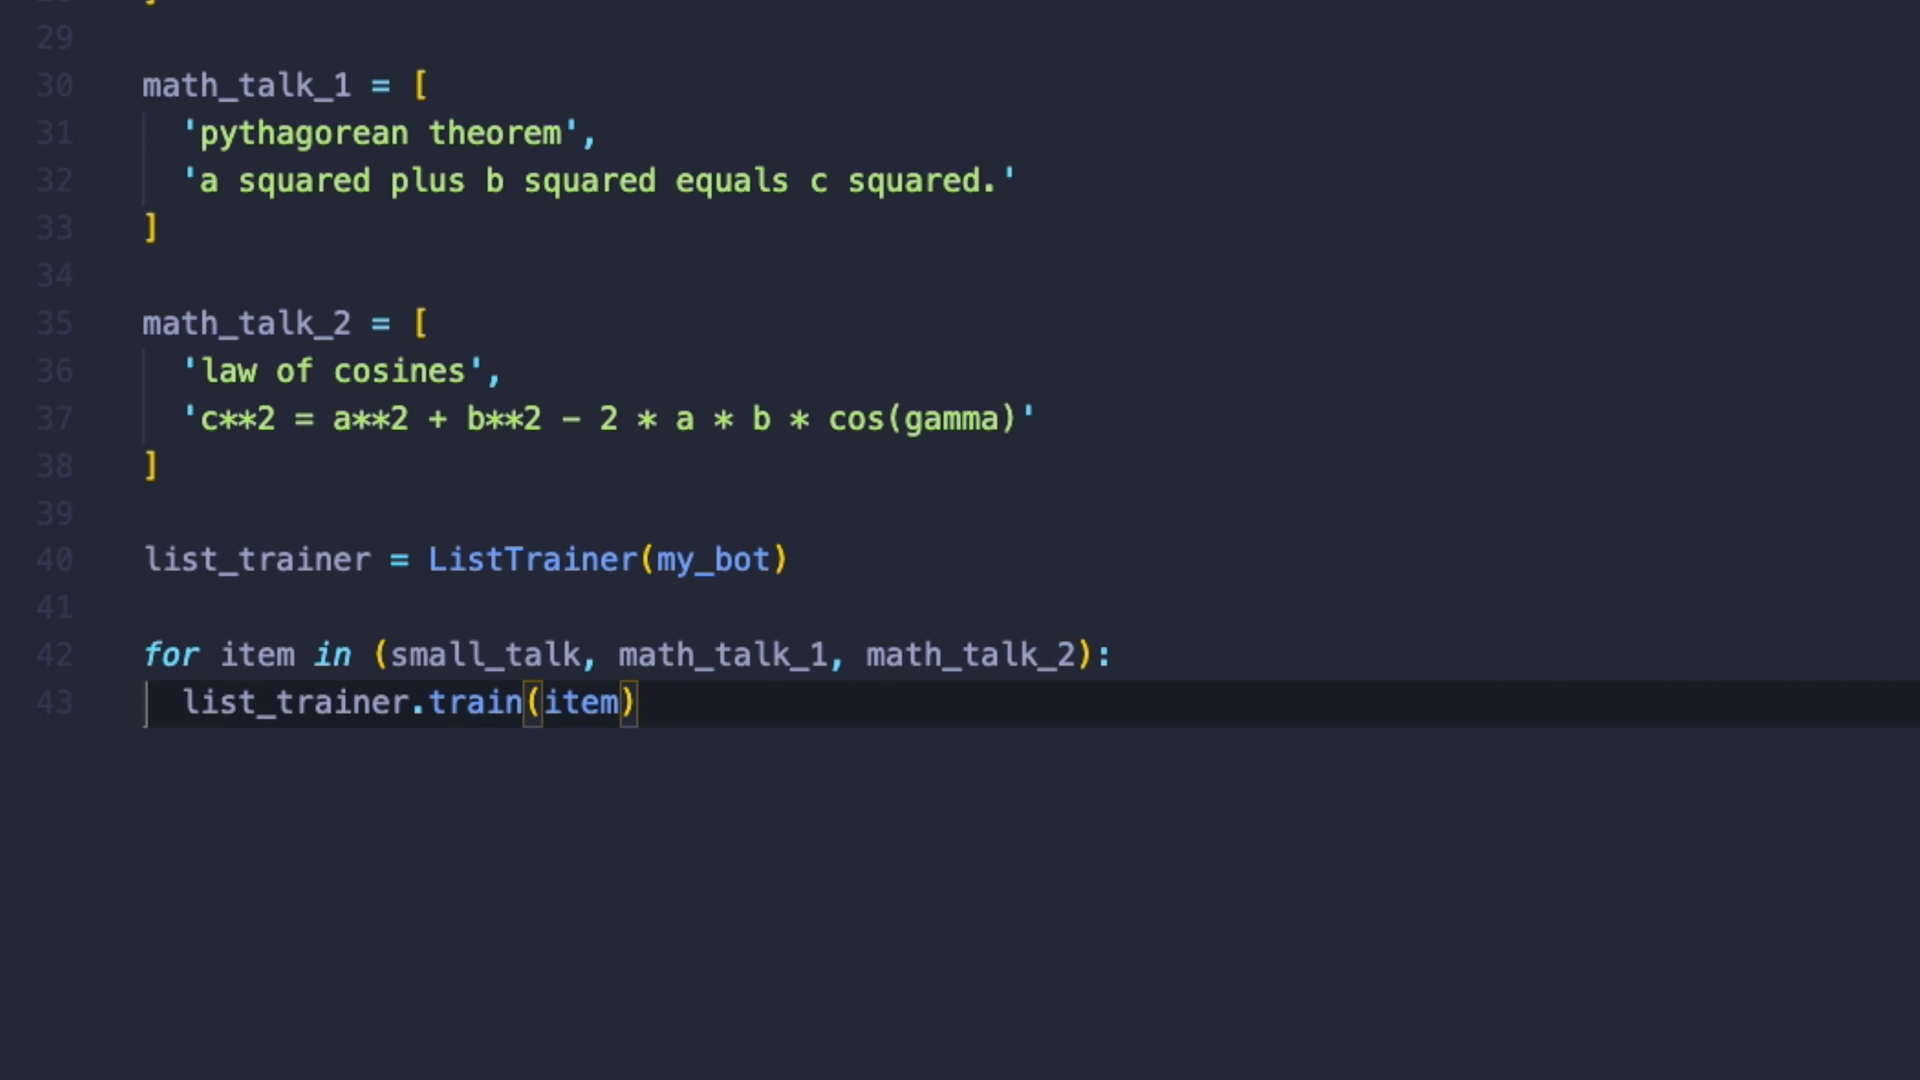 29
30 math_talk_1 = [
31 'pythagorean theorem',
32 'a squared plus b squared equals c squared.'
33 ]
34
35 math_talk_2 = [
36 'law of cosines',
37 'c**2 = a**2 + b**2 - 2 * a * b * cos(gamma)'
38 ]
39
40 list_trainer = ListTrainer(my_bot)
41
42 for item in (small_talk, math_talk_1, math_talk_2):
43 list_trainer.train(item)